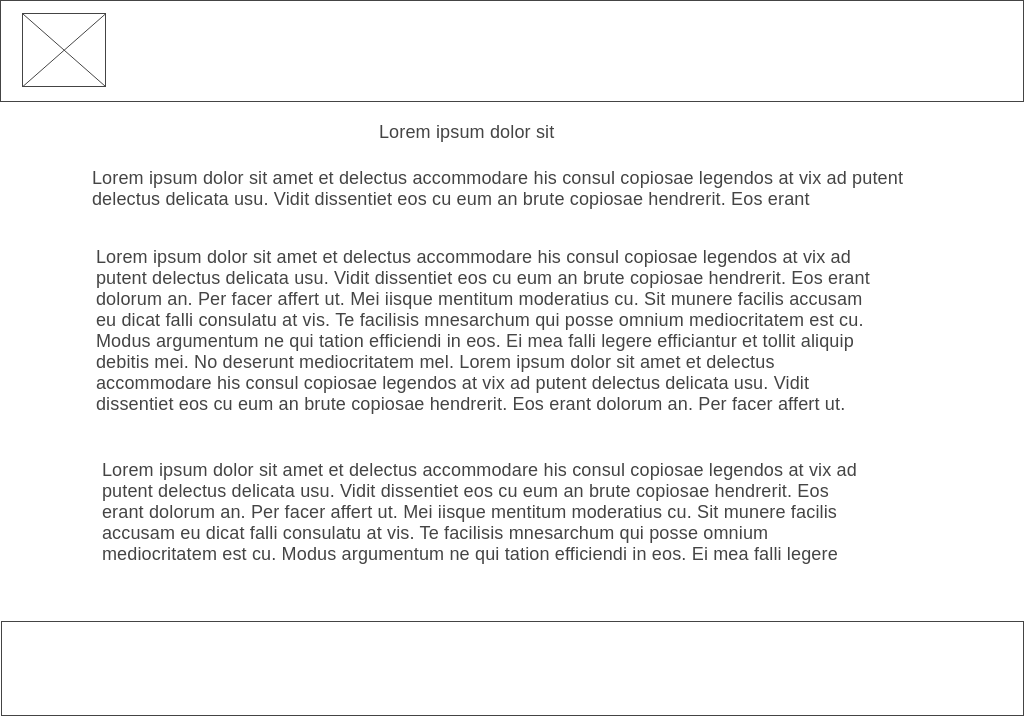 Lorem ipsum dolor sit
Lorem ipsum dolor sit amet et delectus accommodare his consul copiosae legendos at vix ad putent
delectus delicata usu. Vidit dissentiet eos cu eum an brute copiosae hendrerit. Eos erant
Lorem ipsum dolor sit amet et delectus accommodare his consul copiosae legendos at vix ad
putent delectus delicata usu. Vidit dissentiet eos cu eum an brute copiosae hendrerit. Eos erant
dolorum an. Per facer affert ut. Mei iisque mentitum moderatius cu. Sit munere facilis accusam
eu dicat falli consulatu at vis. Te facilisis mnesarchum qui posse omnium mediocritatem est cu.
Modus argumentum ne qui tation efficiendi in eos. Ei mea falli legere efficiantur et tollit aliquip
debitis mei. No deserunt mediocritatem mel. Lorem ipsum dolor sit amet et delectus
accommodare his consul copiosae legendos at vix ad putent delectus delicata usu. Vidit
dissentiet eos cu eum an brute copiosae hendrerit. Eos erant dolorum an. Per facer affert ut.
Lorem ipsum dolor sit amet et delectus accommodare his consul copiosae legendos at vix ad
putent delectus delicata usu. Vidit dissentiet eos cu eum an brute copiosae hendrerit. Eos
erant dolorum an. Per facer affert ut. Mei iisque mentitum moderatius cu. Sit munere facilis
accusam eu dicat falli consulatu at vis. Te facilisis mnesarchum qui posse omnium
mediocritatem est cu. Modus argumentum ne qui tation efficiendi in eos. Ei mea falli legere